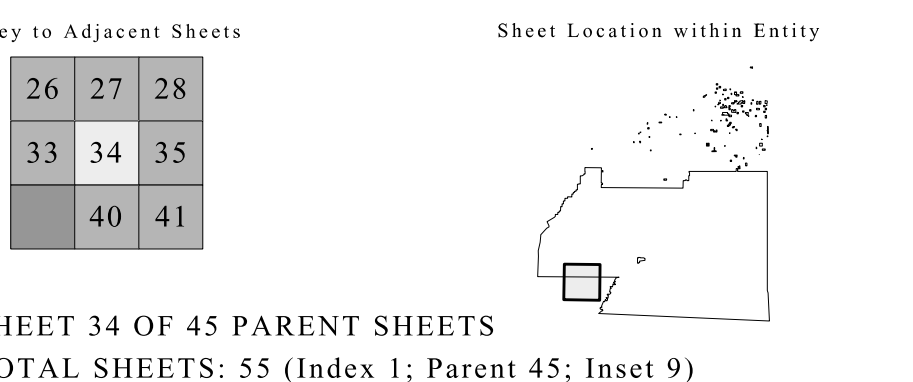 ey to Adjacent Sheets
Sheet Location within Entity
26 27 28
33 34 35
40 41
HEET 34 OF 45 PARENT SHEETS
OTAL SHEETS: 55 (Index 1; Parent 45; Inset 9)